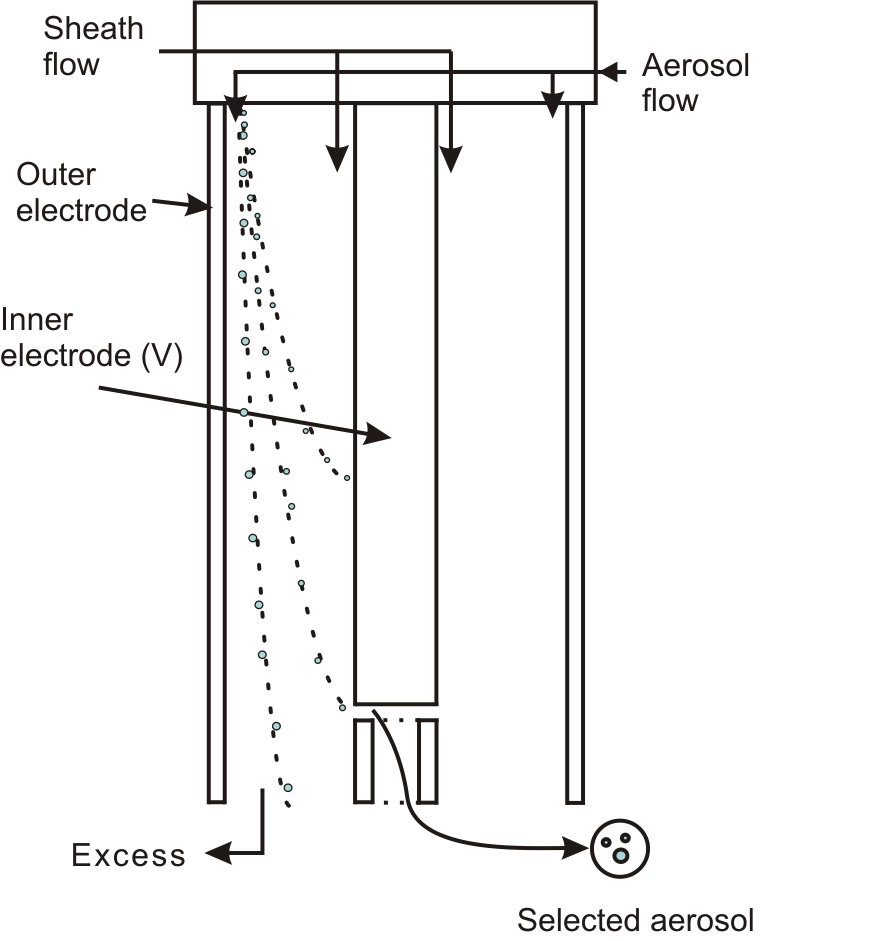 Sheath
flow
Aerosol
flow
Outer
electrode
Inner
electrode (V)
Excess
Selected aerosol